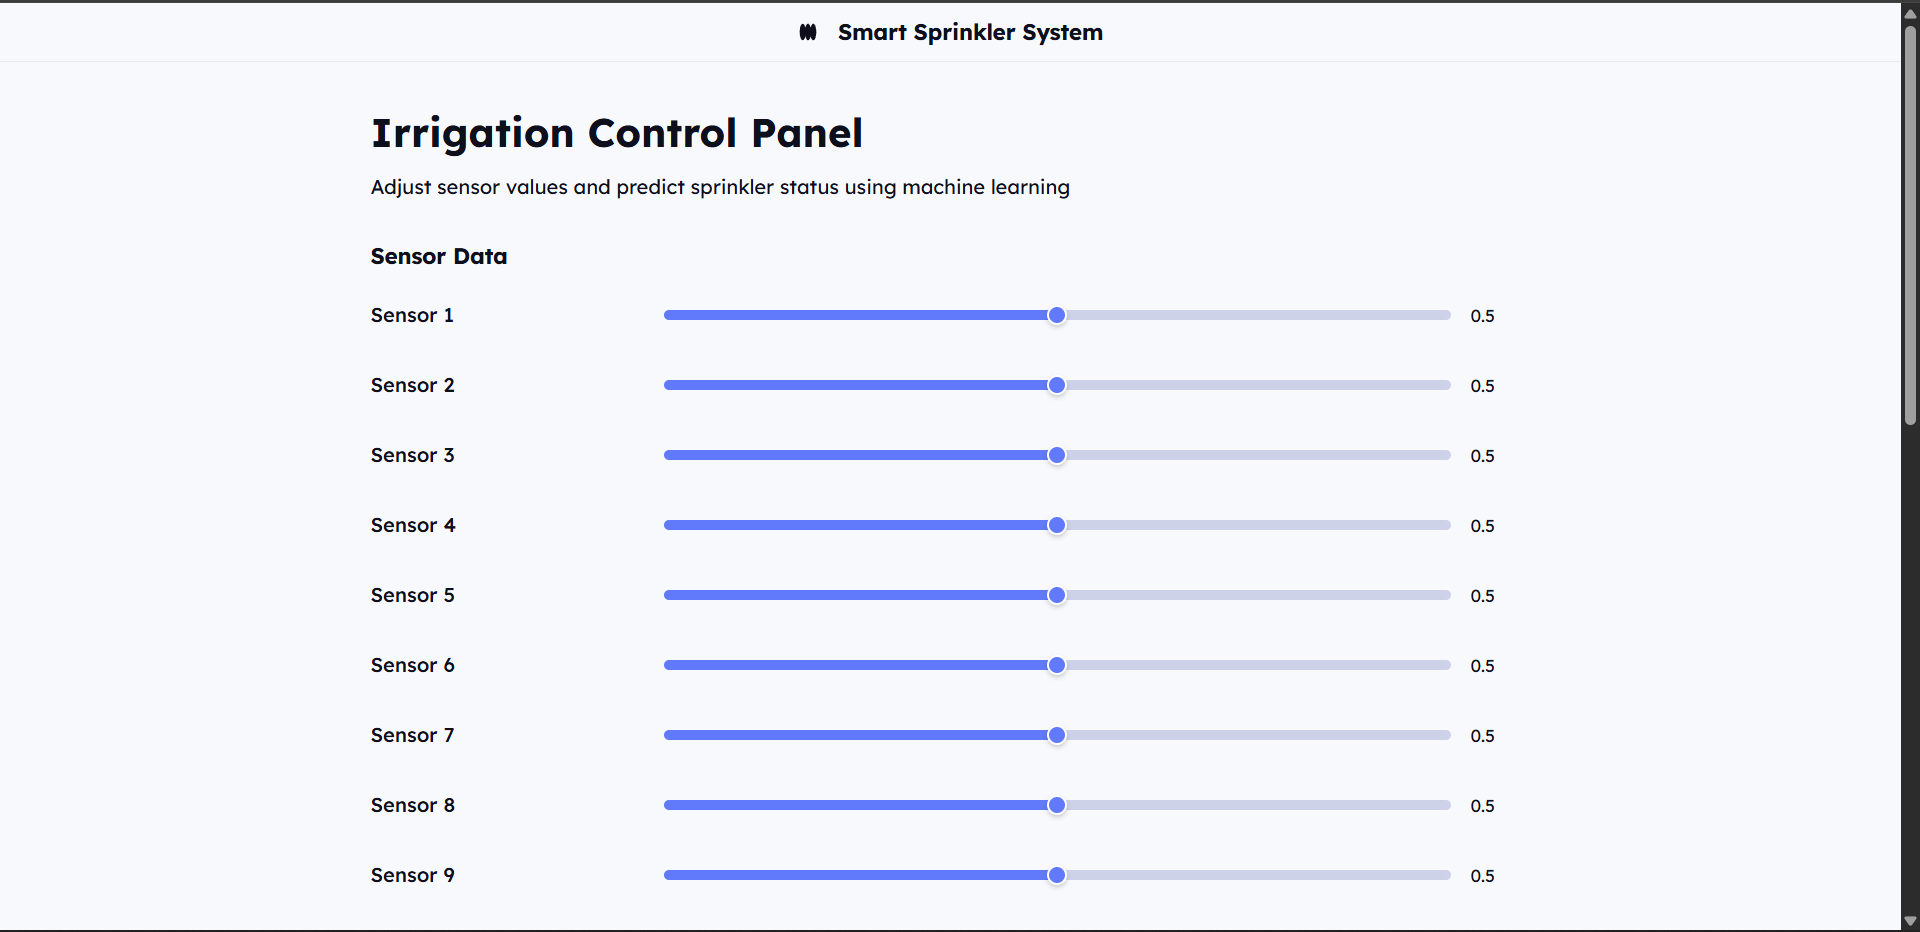 Smart Sprinkler System
Irrigation Control Panel
Adjust sensor values and predict sprinkler status using machine learning
Sensor Data
Sensor 1 0.5
Sensor 2 0.5
Sensor 3 0.5
Sensor 4 0.5
Sensor 5 0.5
Sensor 6 0.5
Sensor 7 0.5
Sensor 8 0.5
Sensor 9 0.5